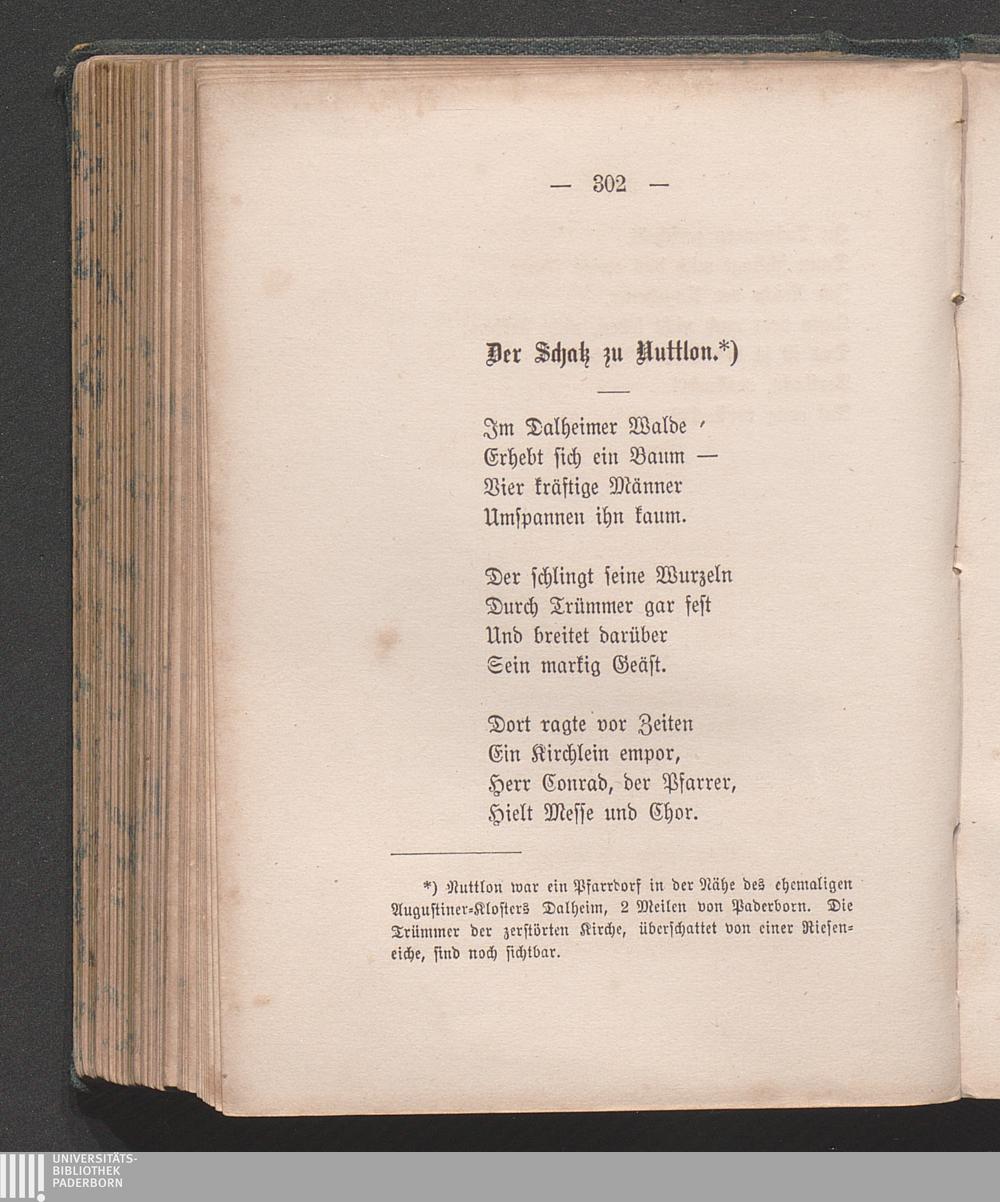 — 302 —
Der Schatz zu Nuttlon.*)
Im Dalheimer Walde
Erhebt sich ein Baum —
Vier kräftige Männer
Umspannen ihn kaum.
Der schlingt seine Wurzeln
Durch Trümmer gar fest
Und breitet darüber
Sein markig Geäst.
Dort ragte vor Zeiten
Ein Kirchlein empor,
Herr Conrad, der Pfarrer,
Hielt Messe und Chor.
*) Nuttlon war ein Pfarrdorf in der Nähe des ehemaligen
Augustiner-Klosters Dalheim, 2 Meilen von Paderborn. Die
Trümmer der zerstörten Kirche, überschattet von einer Riesen-
eiche, sind noch sichtbar.
UNIVERSITÄTS-
BIBLIOTHEK
PADERBORN